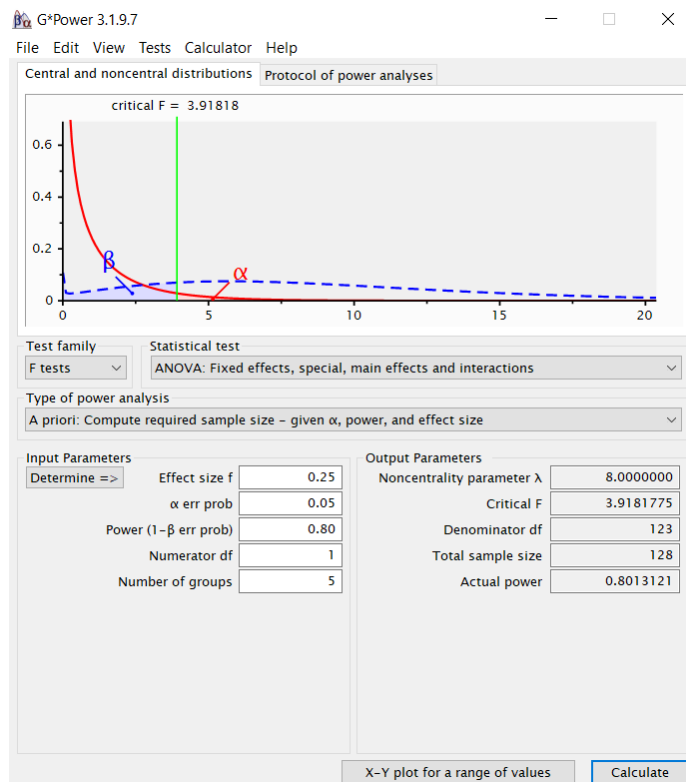 βα G*Power 3.1.9.7
File Edit View Tests Calculator Help
Central and noncentral distributions Protocol of power analyses
critical F = 3.91818
0.6
0.4
0.2
0
β
α
0 5 10 15 20
Test family Statistical test
F tests ANOVA: Fixed effects, special, main effects and interactions
Type of power analysis
A priori: Compute required sample size – given α, power, and effect size
Input Parameters Output Parameters
Determine => Effect size f 0.25 Noncentrality parameter λ 8.0000000
α err prob 0.05 Critical F 3.9181775
Power (1-β err prob) 0.80 Denominator df 123
Numerator df 1 Total sample size 128
Number of groups 5 Actual power 0.8013121
X-Y plot for a range of values Calculate